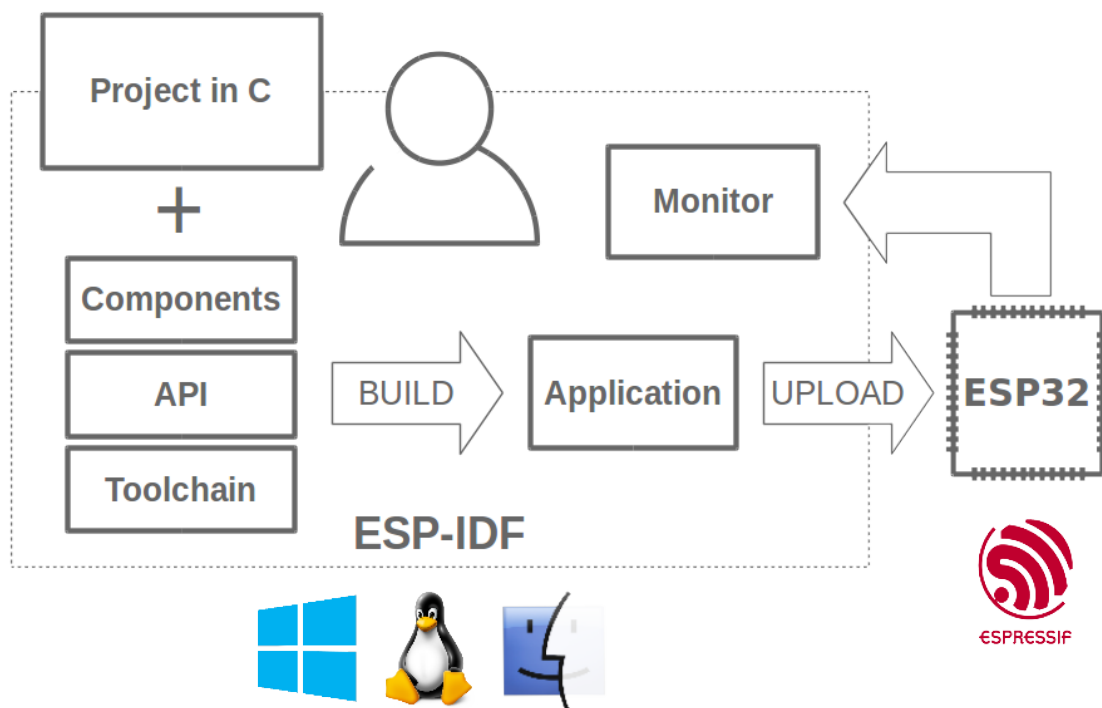 Project in C
+
Components
API
Toolchain
BUILD
Application
UPLOAD
Monitor
ESP32
ESP-IDF
ESPRESSIF